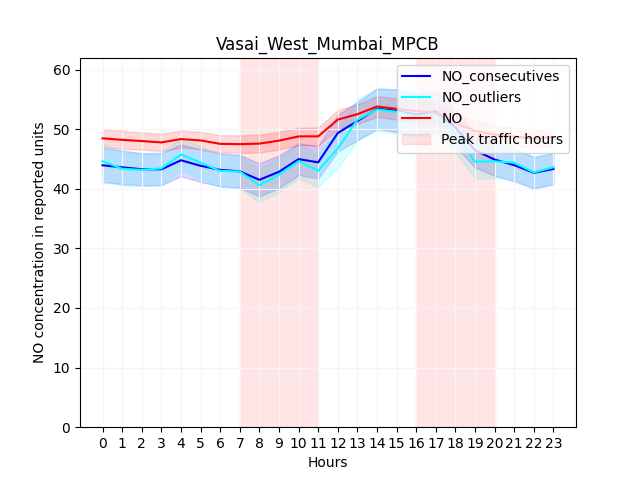 Vasai_West_Mumbai_MPCB
NO_consecutives
NO_outliers
NO
Peak traffic hours
NO concentration in reported units
60
50
40
30
20
10
0
0 1 2 3 4 5 6 7 8 9 10 11 12 13 14 15 16 17 18 19 20 21 22 23
Hours